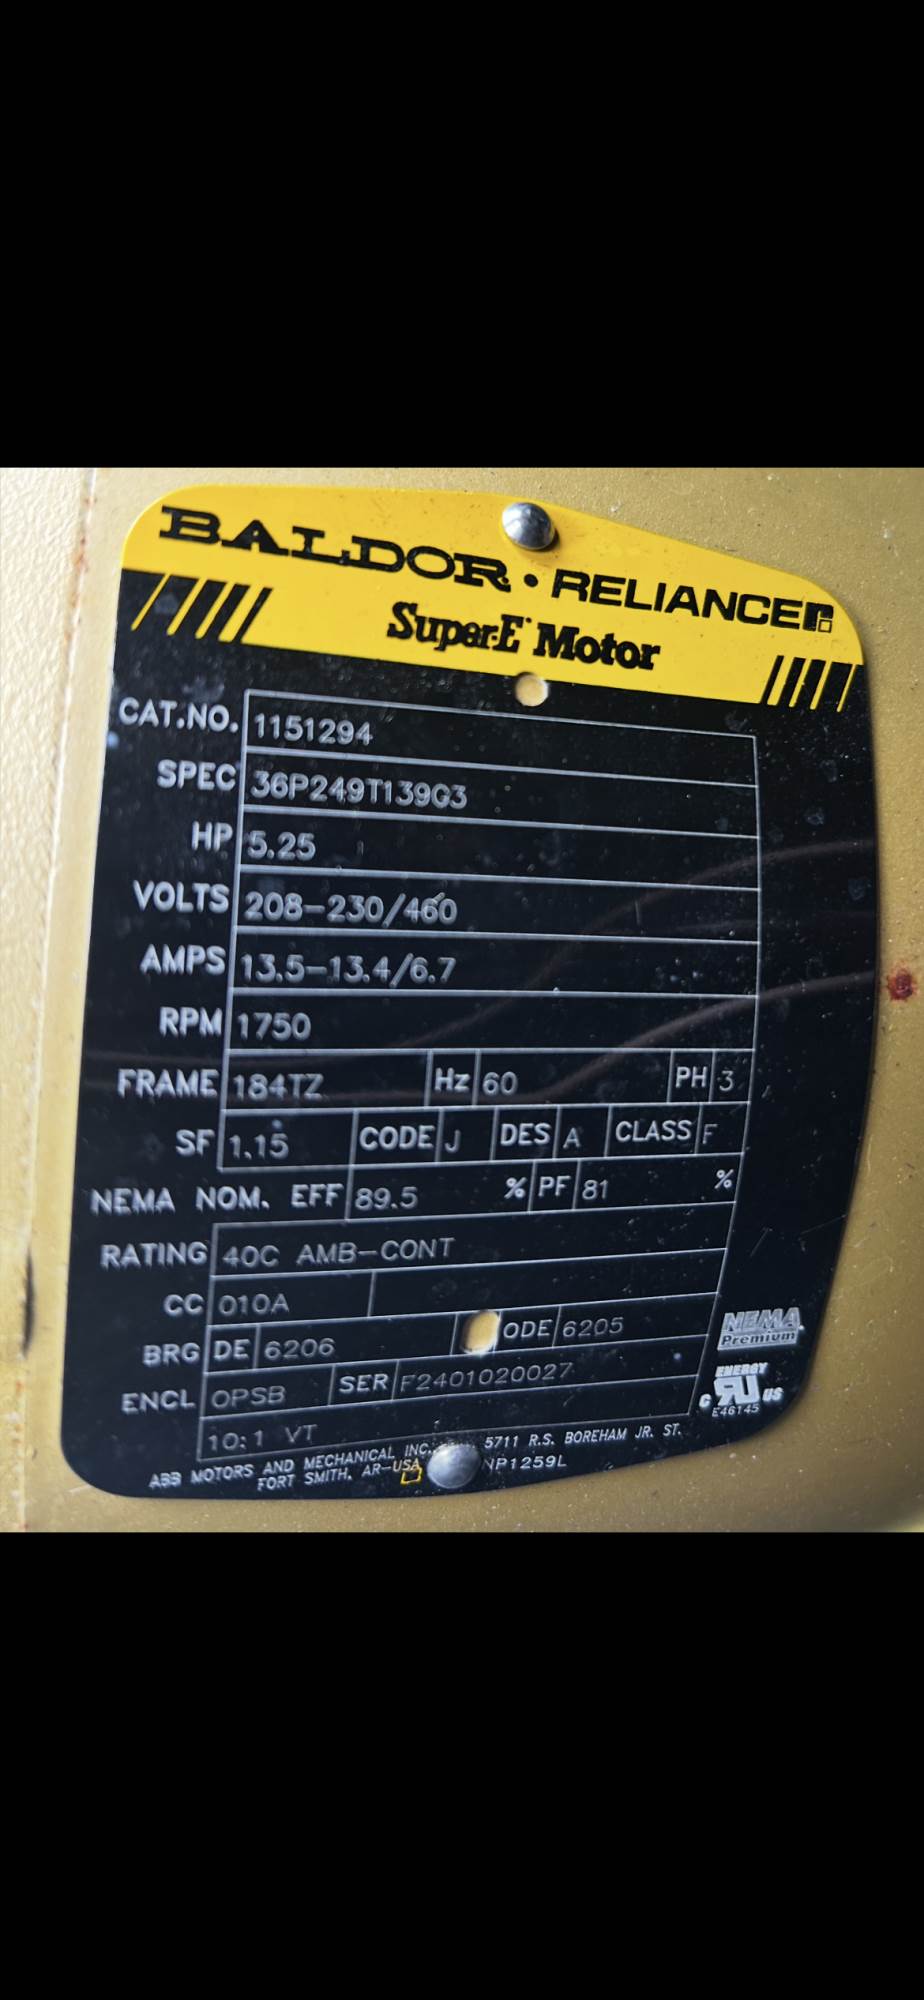 BALDOR • RELIANCER
Super-E Motor
CAT.NO. 1151294
SPEC 36P249T139G3
HP 5.25
VOLTS 208-230/460
AMPS 13.5-13.4/6.7
RPM 1750
FRAME 184TZ Hz 60 PH 3
SF 1.15 CODE J DES A CLASS F
NEMA NOM. EFF 89.5 % PF 81 %
RATING 40C AMB-CONT
CC 010A
BRG DE 6206 ODE 6205
ENCL OPSB SER F2401020027
10:1 VT
NEMA
Premium
ENERGY
C RU US
E46145
ABB MOTORS AND MECHANICAL INC. 5711 R.S. BOREHAM JR. ST.
FORT SMITH, AR-USA NP1259L